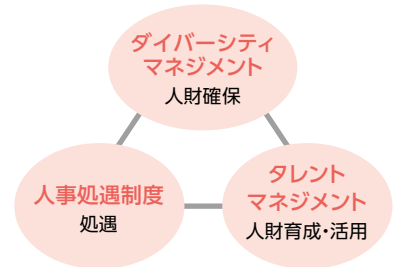 ダイバーシティ
マネジメント
人財確保
人事処遇制度
処遇
タレント
マネジメント
人財育成・活用